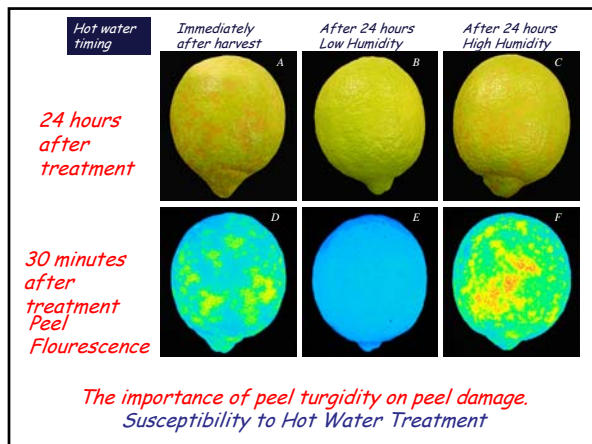 Hot water
timing
Immediately
after harvest
After 24 hours
Low Humidity
After 24 hours
High Humidity
A
B
C
24 hours
after
treatment
D
E
F
30 minutes
after
treatment
Peel
Flourescence
The importance of peel turgidity on peel damage.
Susceptibility to Hot Water Treatment